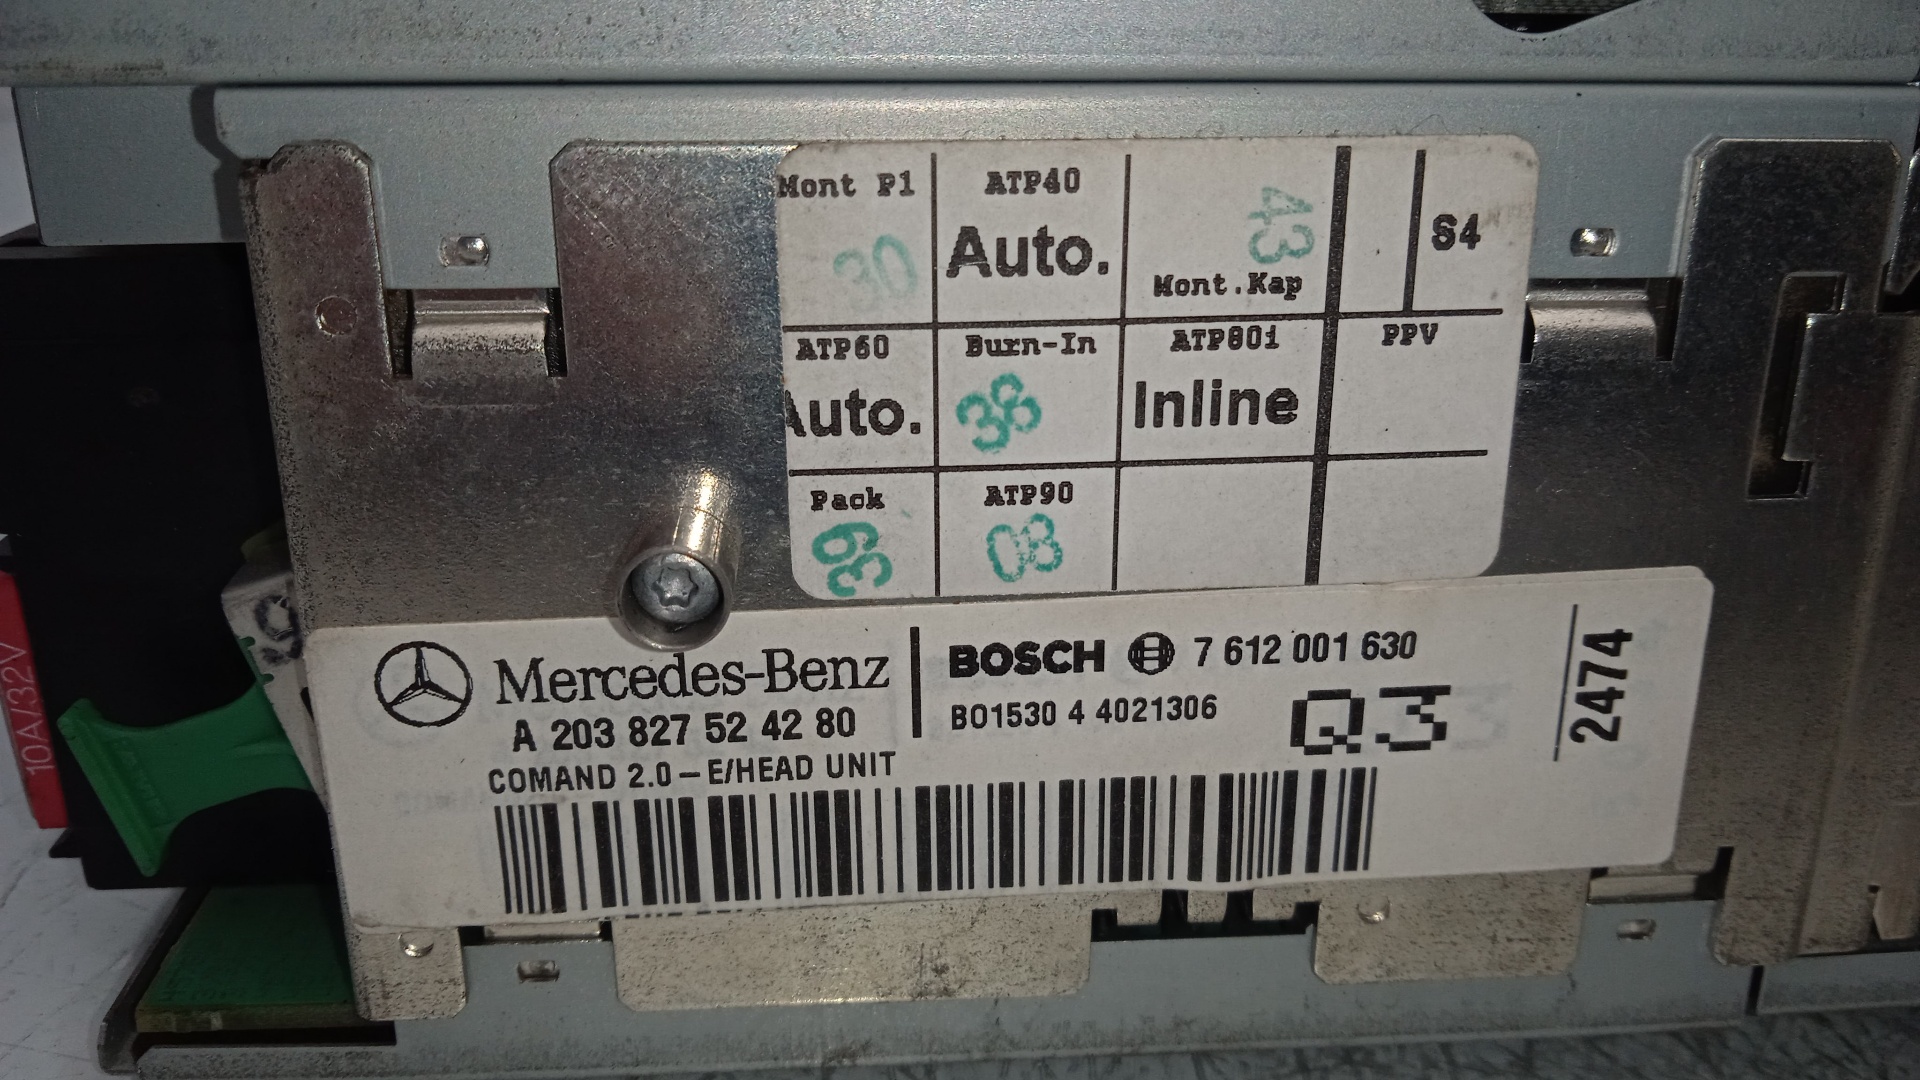 Mont P1
30
ATP40
Auto.
43
Mont.Kap
S4
ATP60
Auto.
Burn-In
38
ATP801
Inline
PPV
Pack
39
ATP90
08
Mercedes-Benz
A 203 827 52 42 80
COMAND 2.0 – E/HEAD UNIT
BOSCH 7 612 001 630
BO1530 4 4021306
Q3
2474
10A/32V